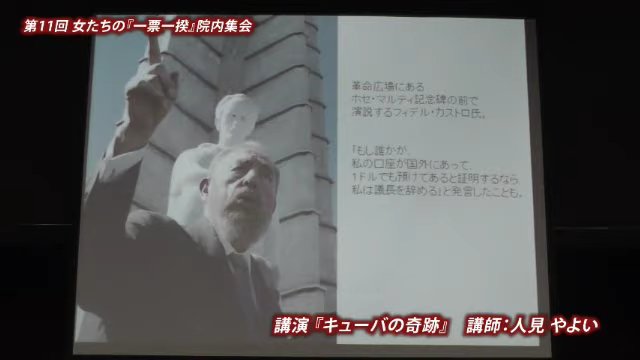 第11回 女たちの『一票一揆』院内集会
革命広場にある
ホセ・マルティ記念碑の前で
演説するフィデル・カストロ氏。
「もし誰かが、
私の口座が国外にあって、
1ドルでも預けてあると証明するなら
私は議長を辞める」と発言したことも。
講演『キューバの奇跡』　講師：人見 やよい